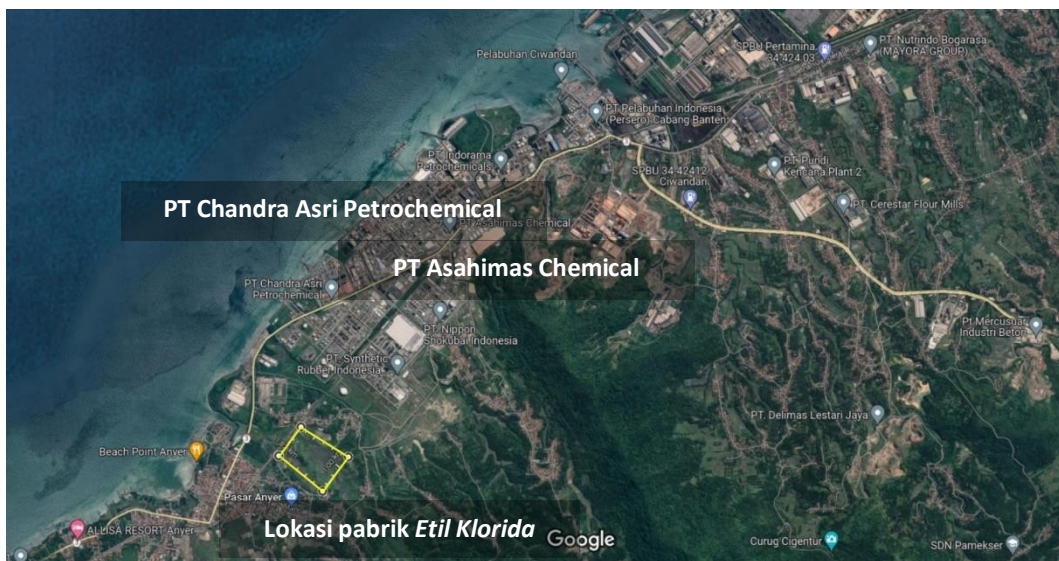 Pelabuhan Ciwandan
SPBU Pertamina
34 424 03
PT. Nutrindo Bogarasa
(MAYORA GROUP)
PT Pelabuhan Indonesia
(Persero) Cabang Banten
PT. Indorama
Petrochemicals
SPBU 34-42412
Ciwandan
PT. Pundi
Kencana Plant 2
PT. Cerestar Flour Mills
PT Chandra Asri Petrochemical
PT Asahimas Chemical
PT Asahimas Chemical
PT Chandra Asri
Petrochemical
PT. Nippon
Shokubai Indonesia
Pt.Mercusuar
Industri Beton
PT. Synthetic
Rubber Indonesia
PT. Delimas Lestari Jaya
Beach Point Anyer
Pasar Anyer
ALLISA RESORT Anyer
Lokasi pabrik Etil Klorida
Google
Curug Cigentur
SDN Pamekser